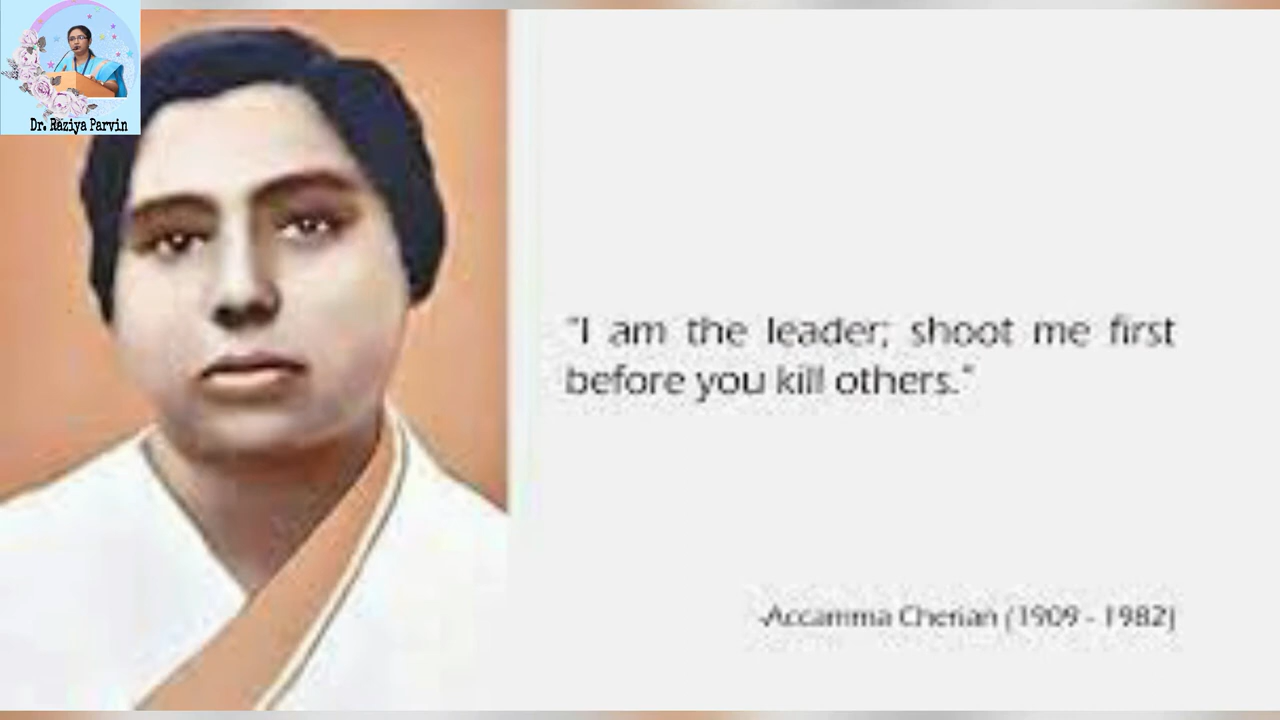 Dr. Raziya Parvin
"I am the leader; shoot me first
before you kill others."
-Accamma Cherian (1909 - 1982)